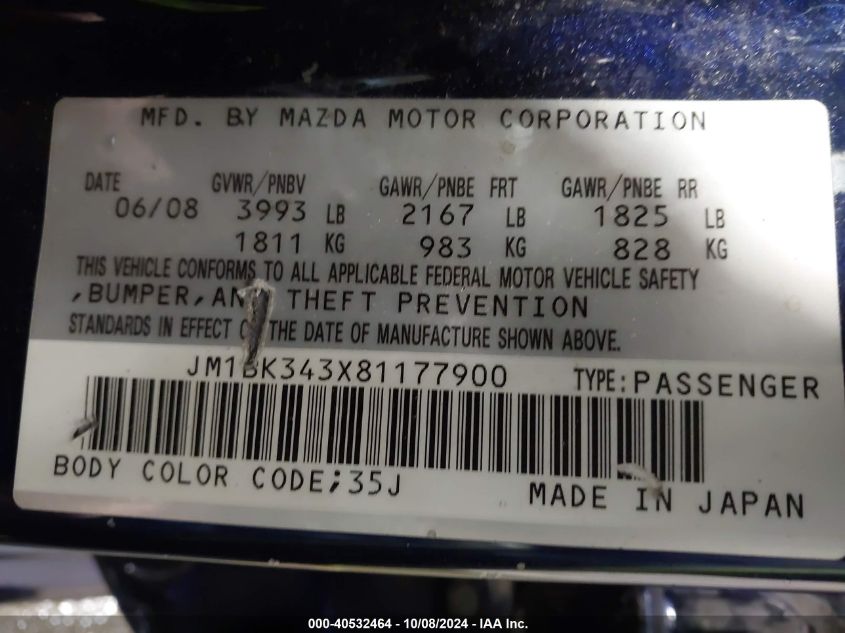 MFD. BY MAZDA MOTOR CORPORATION
DATE GVWR/PNBV GAWR/PNBE FRT GAWR/PNBE RR
06/08 3993 LB 2167 LB 1825 LB
1811 KG 983 KG 828 KG
THIS VEHICLE CONFORMS TO ALL APPLICABLE FEDERAL MOTOR VEHICLE SAFETY
,BUMPER,AND THEFT PREVENTION
STANDARDS IN EFFECT ON THE DATE OF MANUFACTURE SHOWN ABOVE.
JM1BK343X81177900 TYPE:PASSENGER
BODY COLOR CODE;35J
MADE IN JAPAN
000-40532464 - 10/08/2024 - IAA Inc.